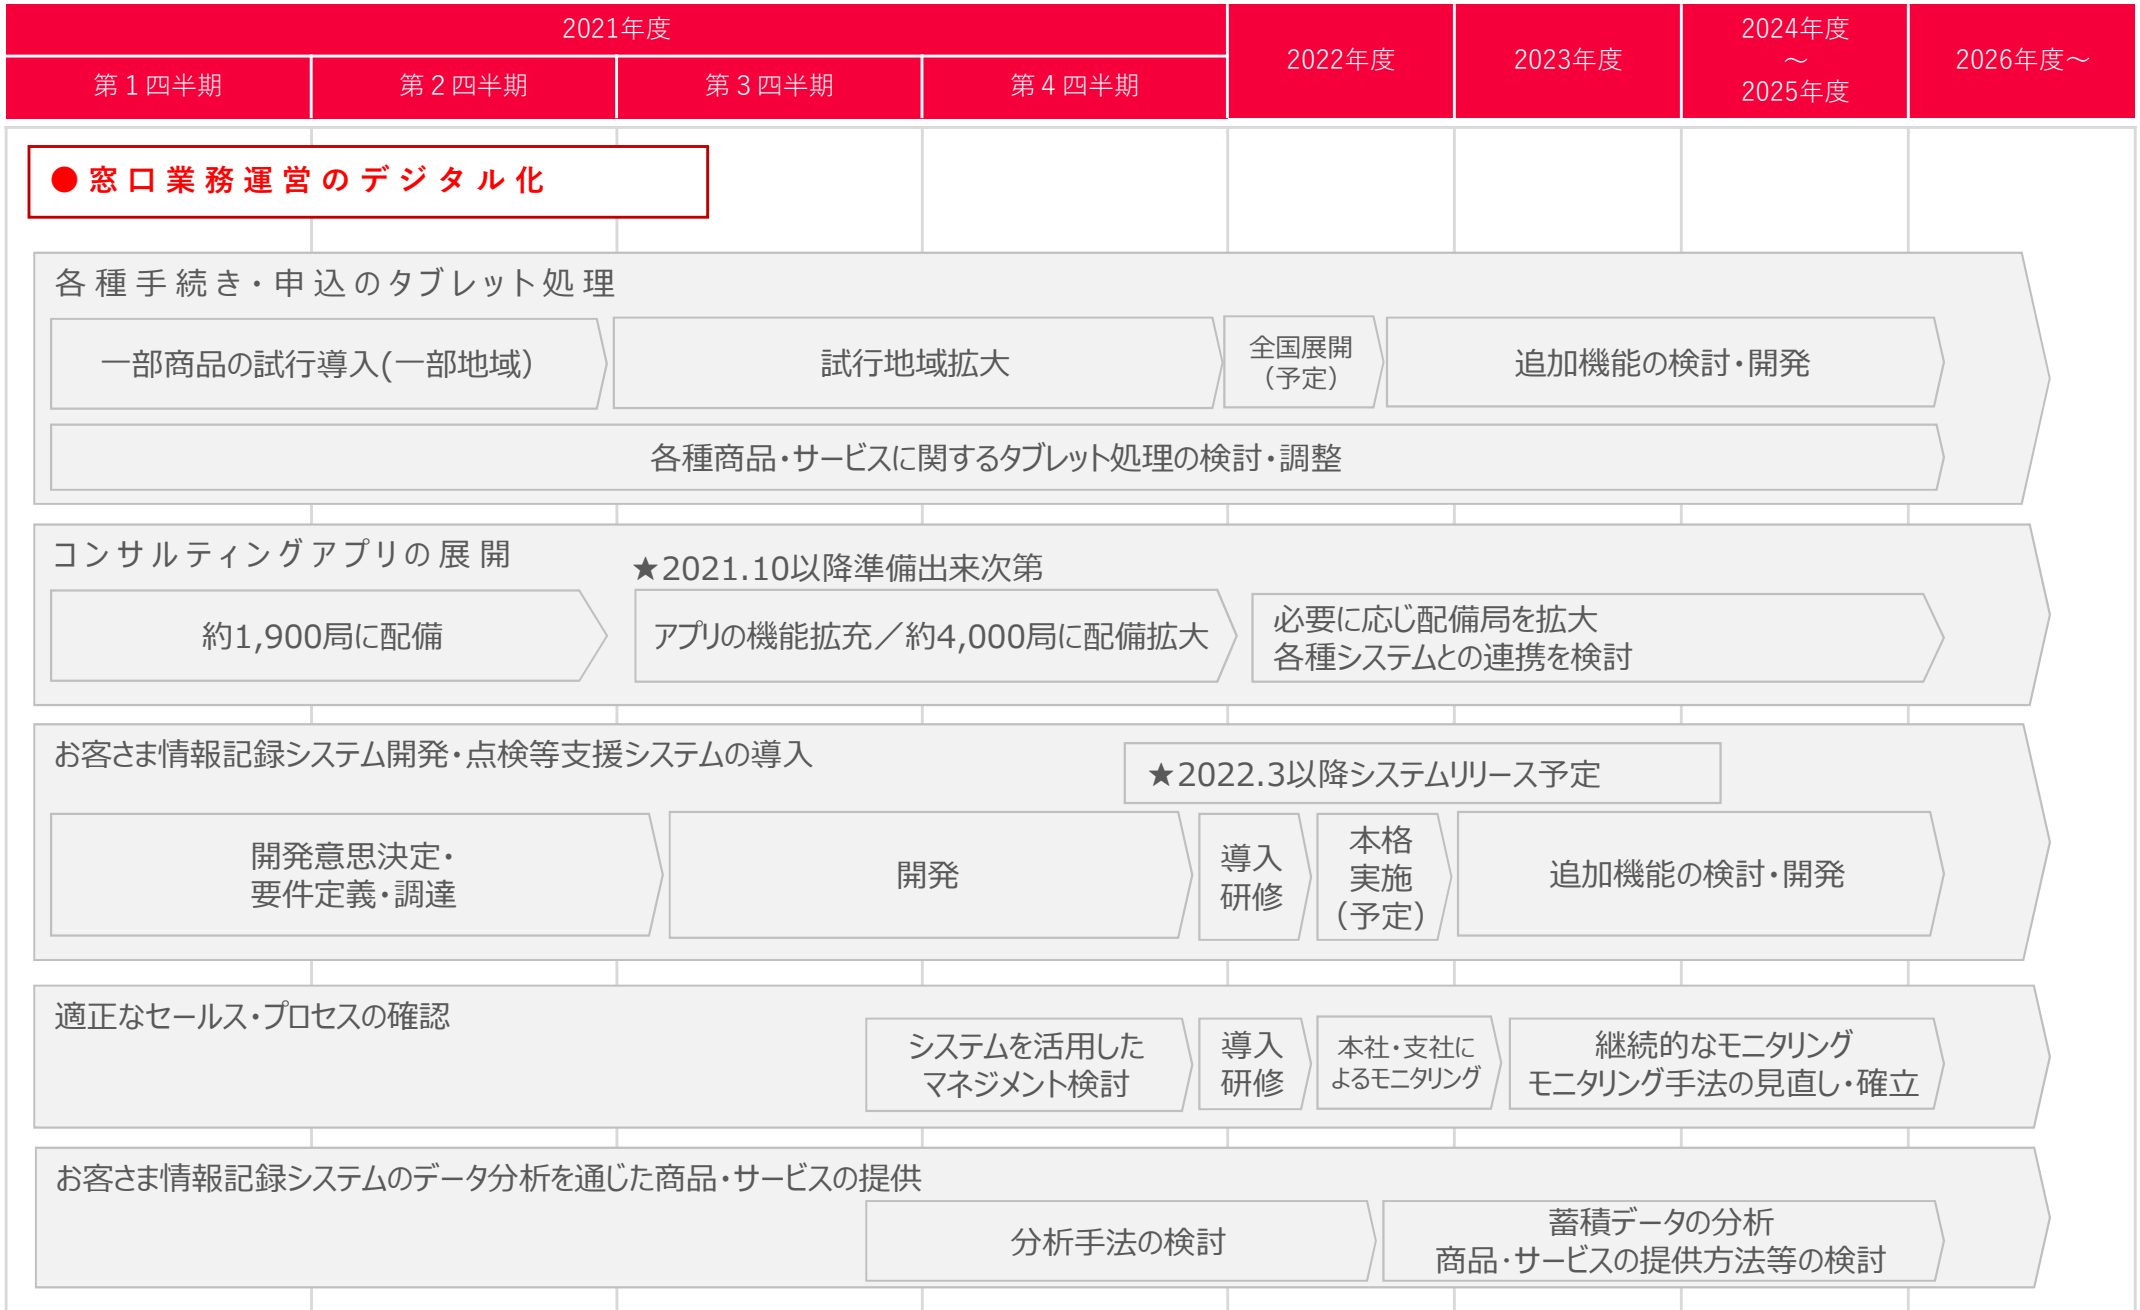 2021年度
2022年度
2023年度
2024年度
～
2025年度
2026年度～
第１四半期
第２四半期
第３四半期
第４四半期
●窓口業務運営のデジタル化
各種手続き・申込のタブレット処理
一部商品の試行導入(一部地域）
試行地域拡大
全国展開
（予定）
追加機能の検討・開発
各種商品・サービスに関するタブレット処理の検討・調整
コンサルティングアプリの展開
★2021.10以降準備出来次第
約1,900局に配備
アプリの機能拡充／約4,000局に配備拡大
必要に応じ配備局を拡大
各種システムとの連携を検討
お客さま情報記録システム開発・点検等支援システムの導入
★2022.3以降システムリリース予定
開発意思決定・
要件定義・調達
開発
導入
研修
本格
実施
（予定）
追加機能の検討・開発
適正なセールス・プロセスの確認
システムを活用した
マネジメント検討
導入
研修
本社・支社に
よるモニタリング
継続的なモニタリング
モニタリング手法の見直し・確立
お客さま情報記録システムのデータ分析を通じた商品・サービスの提供
分析手法の検討
蓄積データの分析
商品・サービスの提供方法等の検討